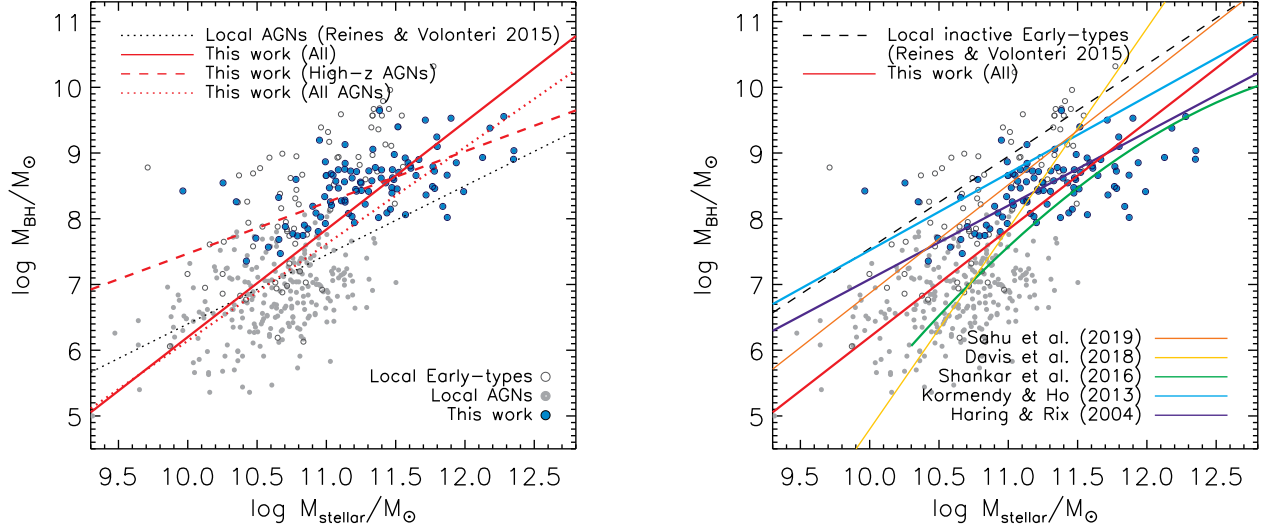 Local AGNs (Reines & Volonteri 2015)
This work (All)
This work (High-z AGNs)
This work (All AGNs)
Local Early-types
Local AGNs
This work
11
10
9
8
7
6
5
9.5 10.0 10.5 11.0 11.5 12.0 12.5
log M_BH/M_☉
log M_stellar/M_☉
Local inactive Early-types
(Reines & Volonteri 2015)
This work (All)
Sahu et al. (2019)
Davis et al. (2018)
Shankar et al. (2016)
Kormendy & Ho (2013)
Haring & Rix (2004)
11
10
9
8
7
6
5
9.5 10.0 10.5 11.0 11.5 12.0 12.5
log M_BH/M_☉
log M_stellar/M_☉